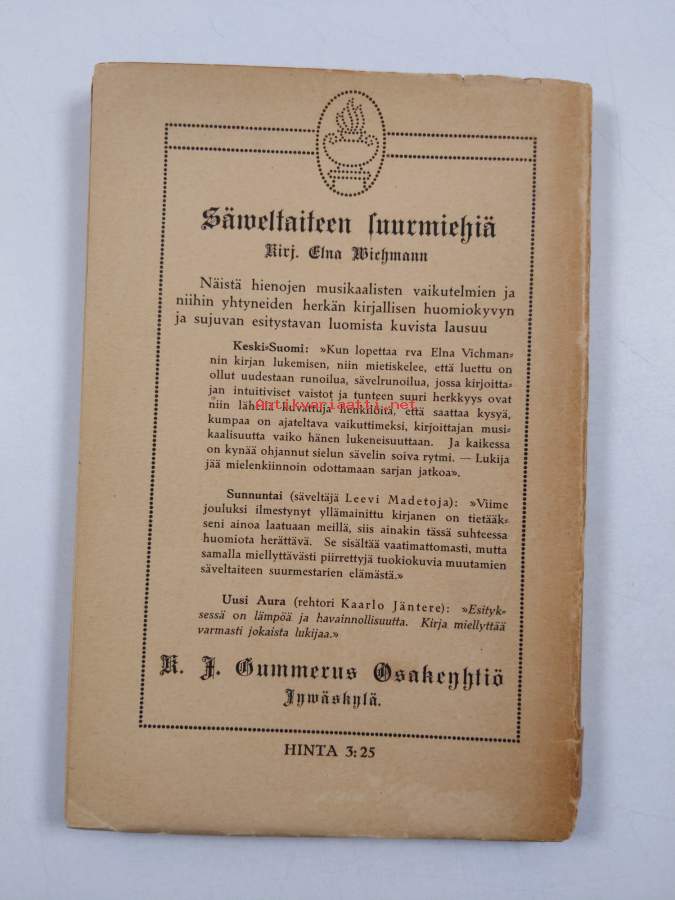 Säweltaiteen suurmiehiä
Kirj. Elna Wichmann
Näistä hienojen musikaalisten vaikutelmien ja
niihin yhtyneiden herkän kirjallisen huomiokyvyn
ja sujuvan esitystavan luomista kuvista lausuu
Keski-Suomi: »Kun lopettaa rva Elna Vichman-
nin kirjan lukemisen, niin mietiskelee, että luettu on
ollut uudestaan runoilua, sävelrunoilua, jossa kirjoitta-
jan intuitiiviset vaistot ja tunteen suuri herkkyys ovat
niin lähellä kuvattuja henkilöitä, että saattaa kysyä,
Antikvariaatti.net
kumpaa on ajateltava vaikuttimeksi, kirjoittajan musi-
kaalisuutta vaiko hänen lukeneisuuttaan. Ja kaikessa
on kynää ohjannut sielun sävelin soiva rytmi. — Lukija
jää mielenkiinnoin odottamaan sarjan jatkoa».
Sunnuntai (säveltäjä Leevi Madetoja): »Viime
jouluksi ilmestynyt yllämainittu kirjanen on tietääk-
seni ainoa laatuaan meillä, siis ainakin tässä suhteessa
huomiota herättävä. Se sisältää vaatimattomasti, mutta
samalla miellyttävästi piirrettyjä tuokiokuvia muutamien
säveltaiteen suurmestarien elämästä.»
Uusi Aura (rehtori Kaarlo Jäntere): »Esityk-
sessä on lämpöä ja havainnollisuutta. Kirja miellyttää
varmasti jokaista lukijaa.»
K. J. Gummerus Osakeyhtiö
Jywäskylä.
HINTA 3:25